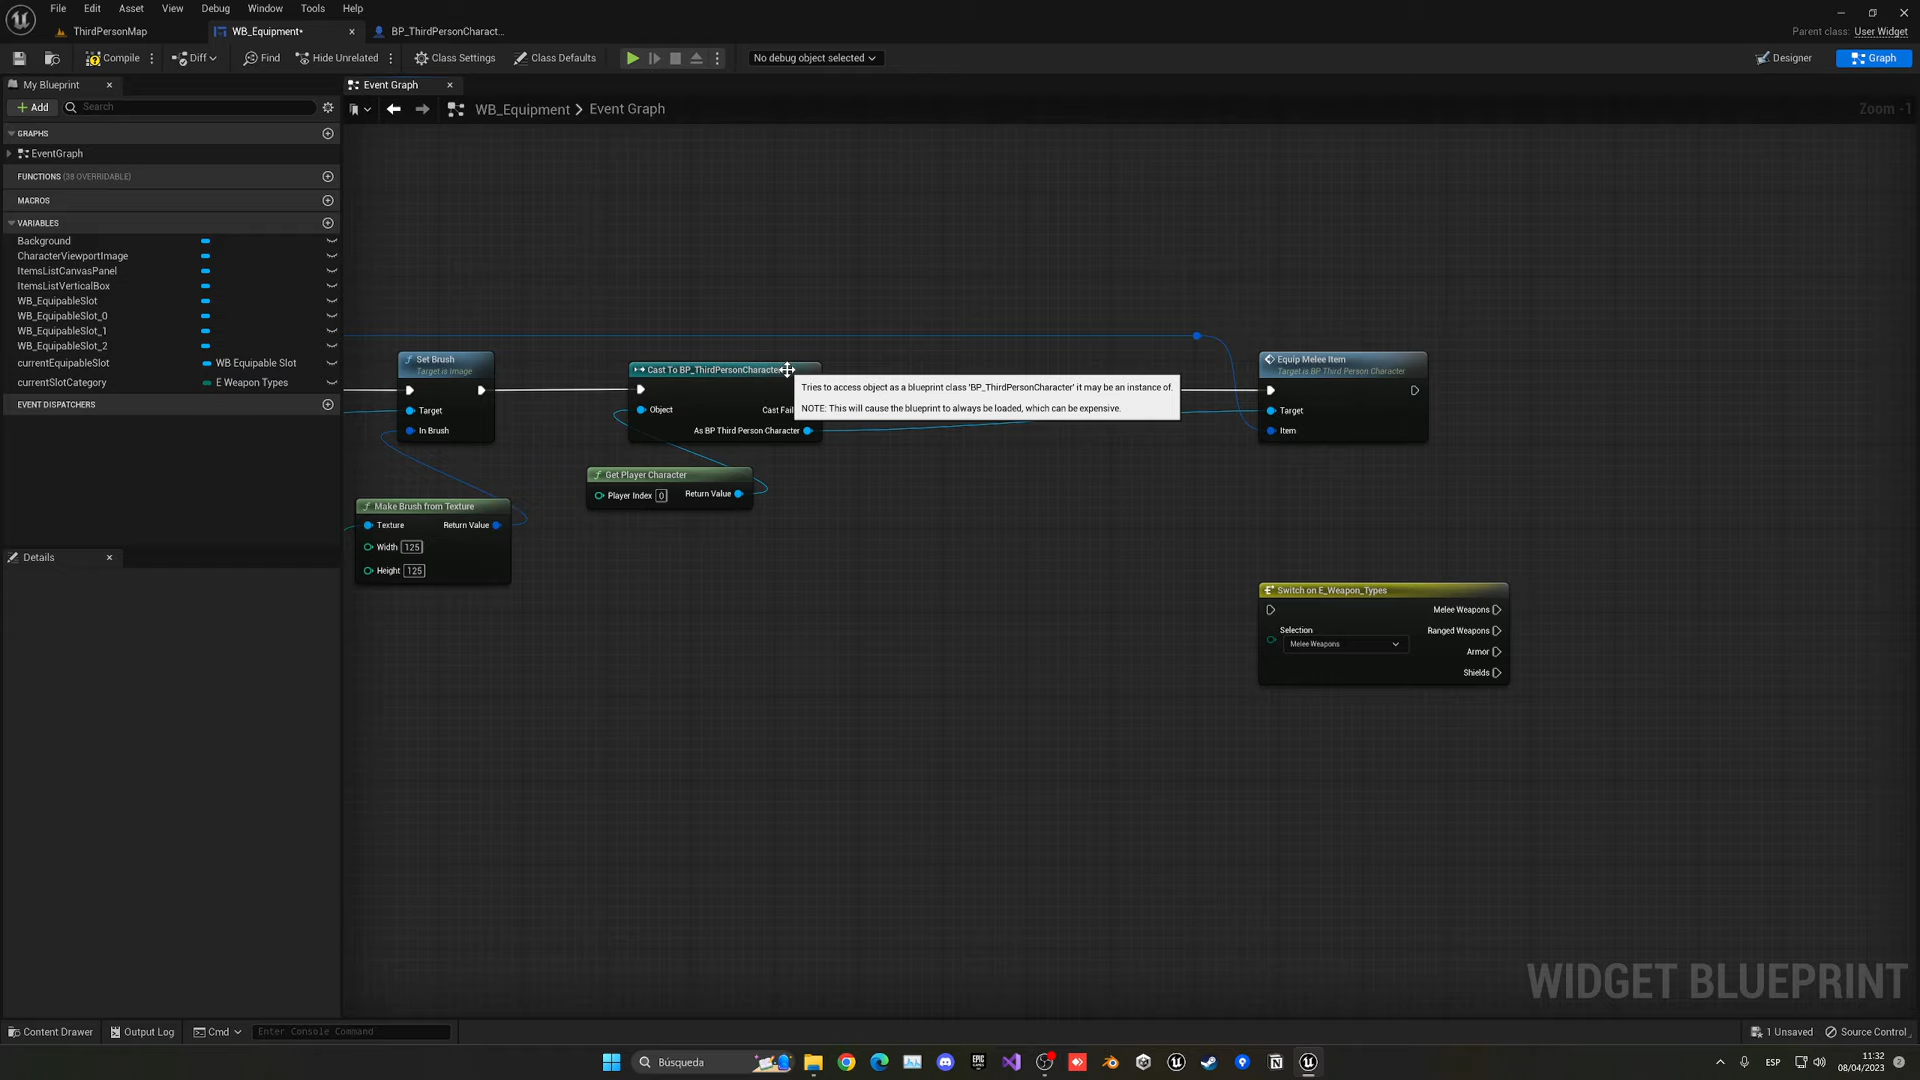 File Edit Asset View Debug Window Tools Help
ThirdPersonMap WB_Equipment• BP_ThirdPersonCharact... Parent class: User Widget
Compile Diff Find Hide Unrelated Class Settings Class Defaults No debug object selected Designer Graph
My Blueprint Event Graph
Add Search WB_Equipment > Event Graph Zoom -1
GRAPHS
EventGraph
FUNCTIONS (38 OVERRIDABLE)
MACROS
VARIABLES
Background
CharacterViewportImage
ItemsListCanvasPanel
ItemsListVerticalBox
WB_EquipableSlot
WB_EquipableSlot_0
WB_EquipableSlot_1
WB_EquipableSlot_2
currentEquipableSlot WB Equipable Slot
currentSlotCategory E Weapon Types
EVENT DISPATCHERS
Details
Set Brush
Target is Image
Target
In Brush
Make Brush from Texture
Texture Return Value
Width 125
Height 125
Cast To BP_ThirdPersonCharacter
Object Cast Fail
As BP Third Person Character
Tries to access object as a blueprint class 'BP_ThirdPersonCharacter' it may be an instance of.
NOTE: This will cause the blueprint to always be loaded, which can be expensive.
Get Player Character
Player Index 0 Return Value
Equip Melee Item
Target is BP Third Person Character
Target
Item
Switch on E_Weapon_Types
Melee Weapons
Selection Ranged Weapons
Melee Weapons
Armor
Shields
WIDGET BLUEPRINT
Content Drawer Output Log Cmd Enter Console Command 1 Unsaved Source Control
Búsqueda EPIC GAMES ESP 11:32
08/04/2023 2